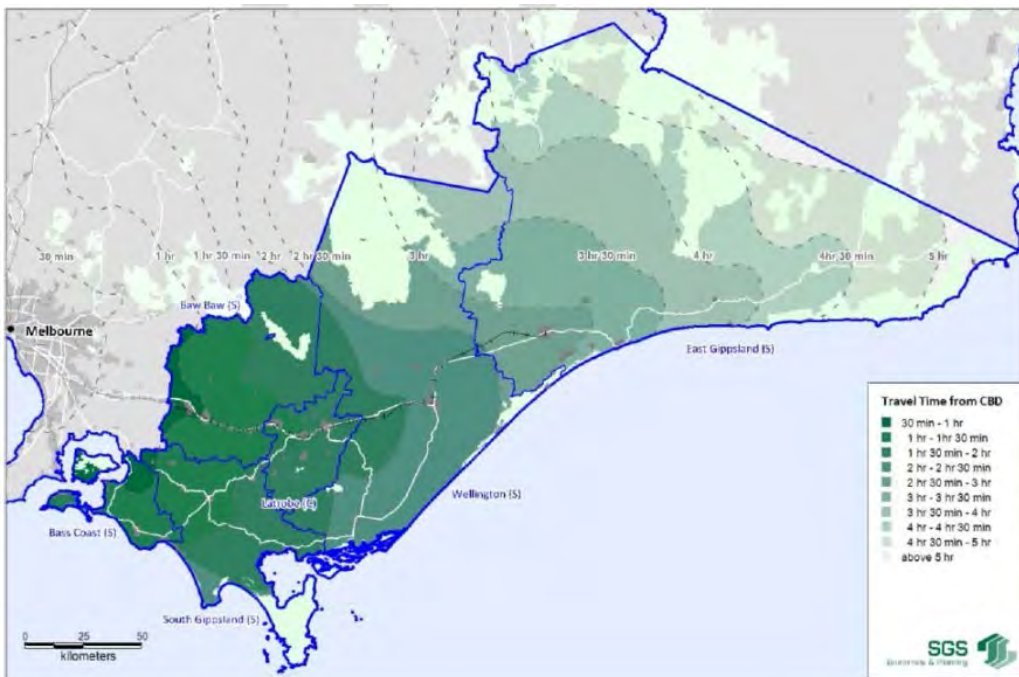 30 min
1 hr
1 hr 30 min
2 hr
2 hr 30 min
3 hr
3 hr 30 min
4 hr
4hr 30 min
5 hr
Baw Baw (S)
Melbourne
East Gippsland (S)
Wellington (S)
Latrobe (C)
Bass Coast (S)
South Gippsland (S)
0 25 50
kilometers
Travel Time from CBD
30 min - 1 hr
1 hr - 1hr 30 min
1 hr 30 min - 2 hr
2 hr - 2 hr 30 min
2 hr 30 min - 3 hr
3 hr - 3 hr 30 min
3 hr 30 min - 4 hr
4 hr - 4 hr 30 min
4 hr 30 min - 5 hr
above 5 hr
SGS
Economics & Planning